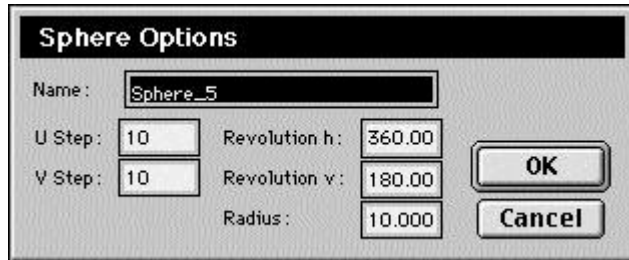 Sphere Options
Name: Sphere_5
U Step: 10 Revolution h: 360.00
V Step: 10 Revolution v: 180.00
Radius: 10.000
OK
Cancel